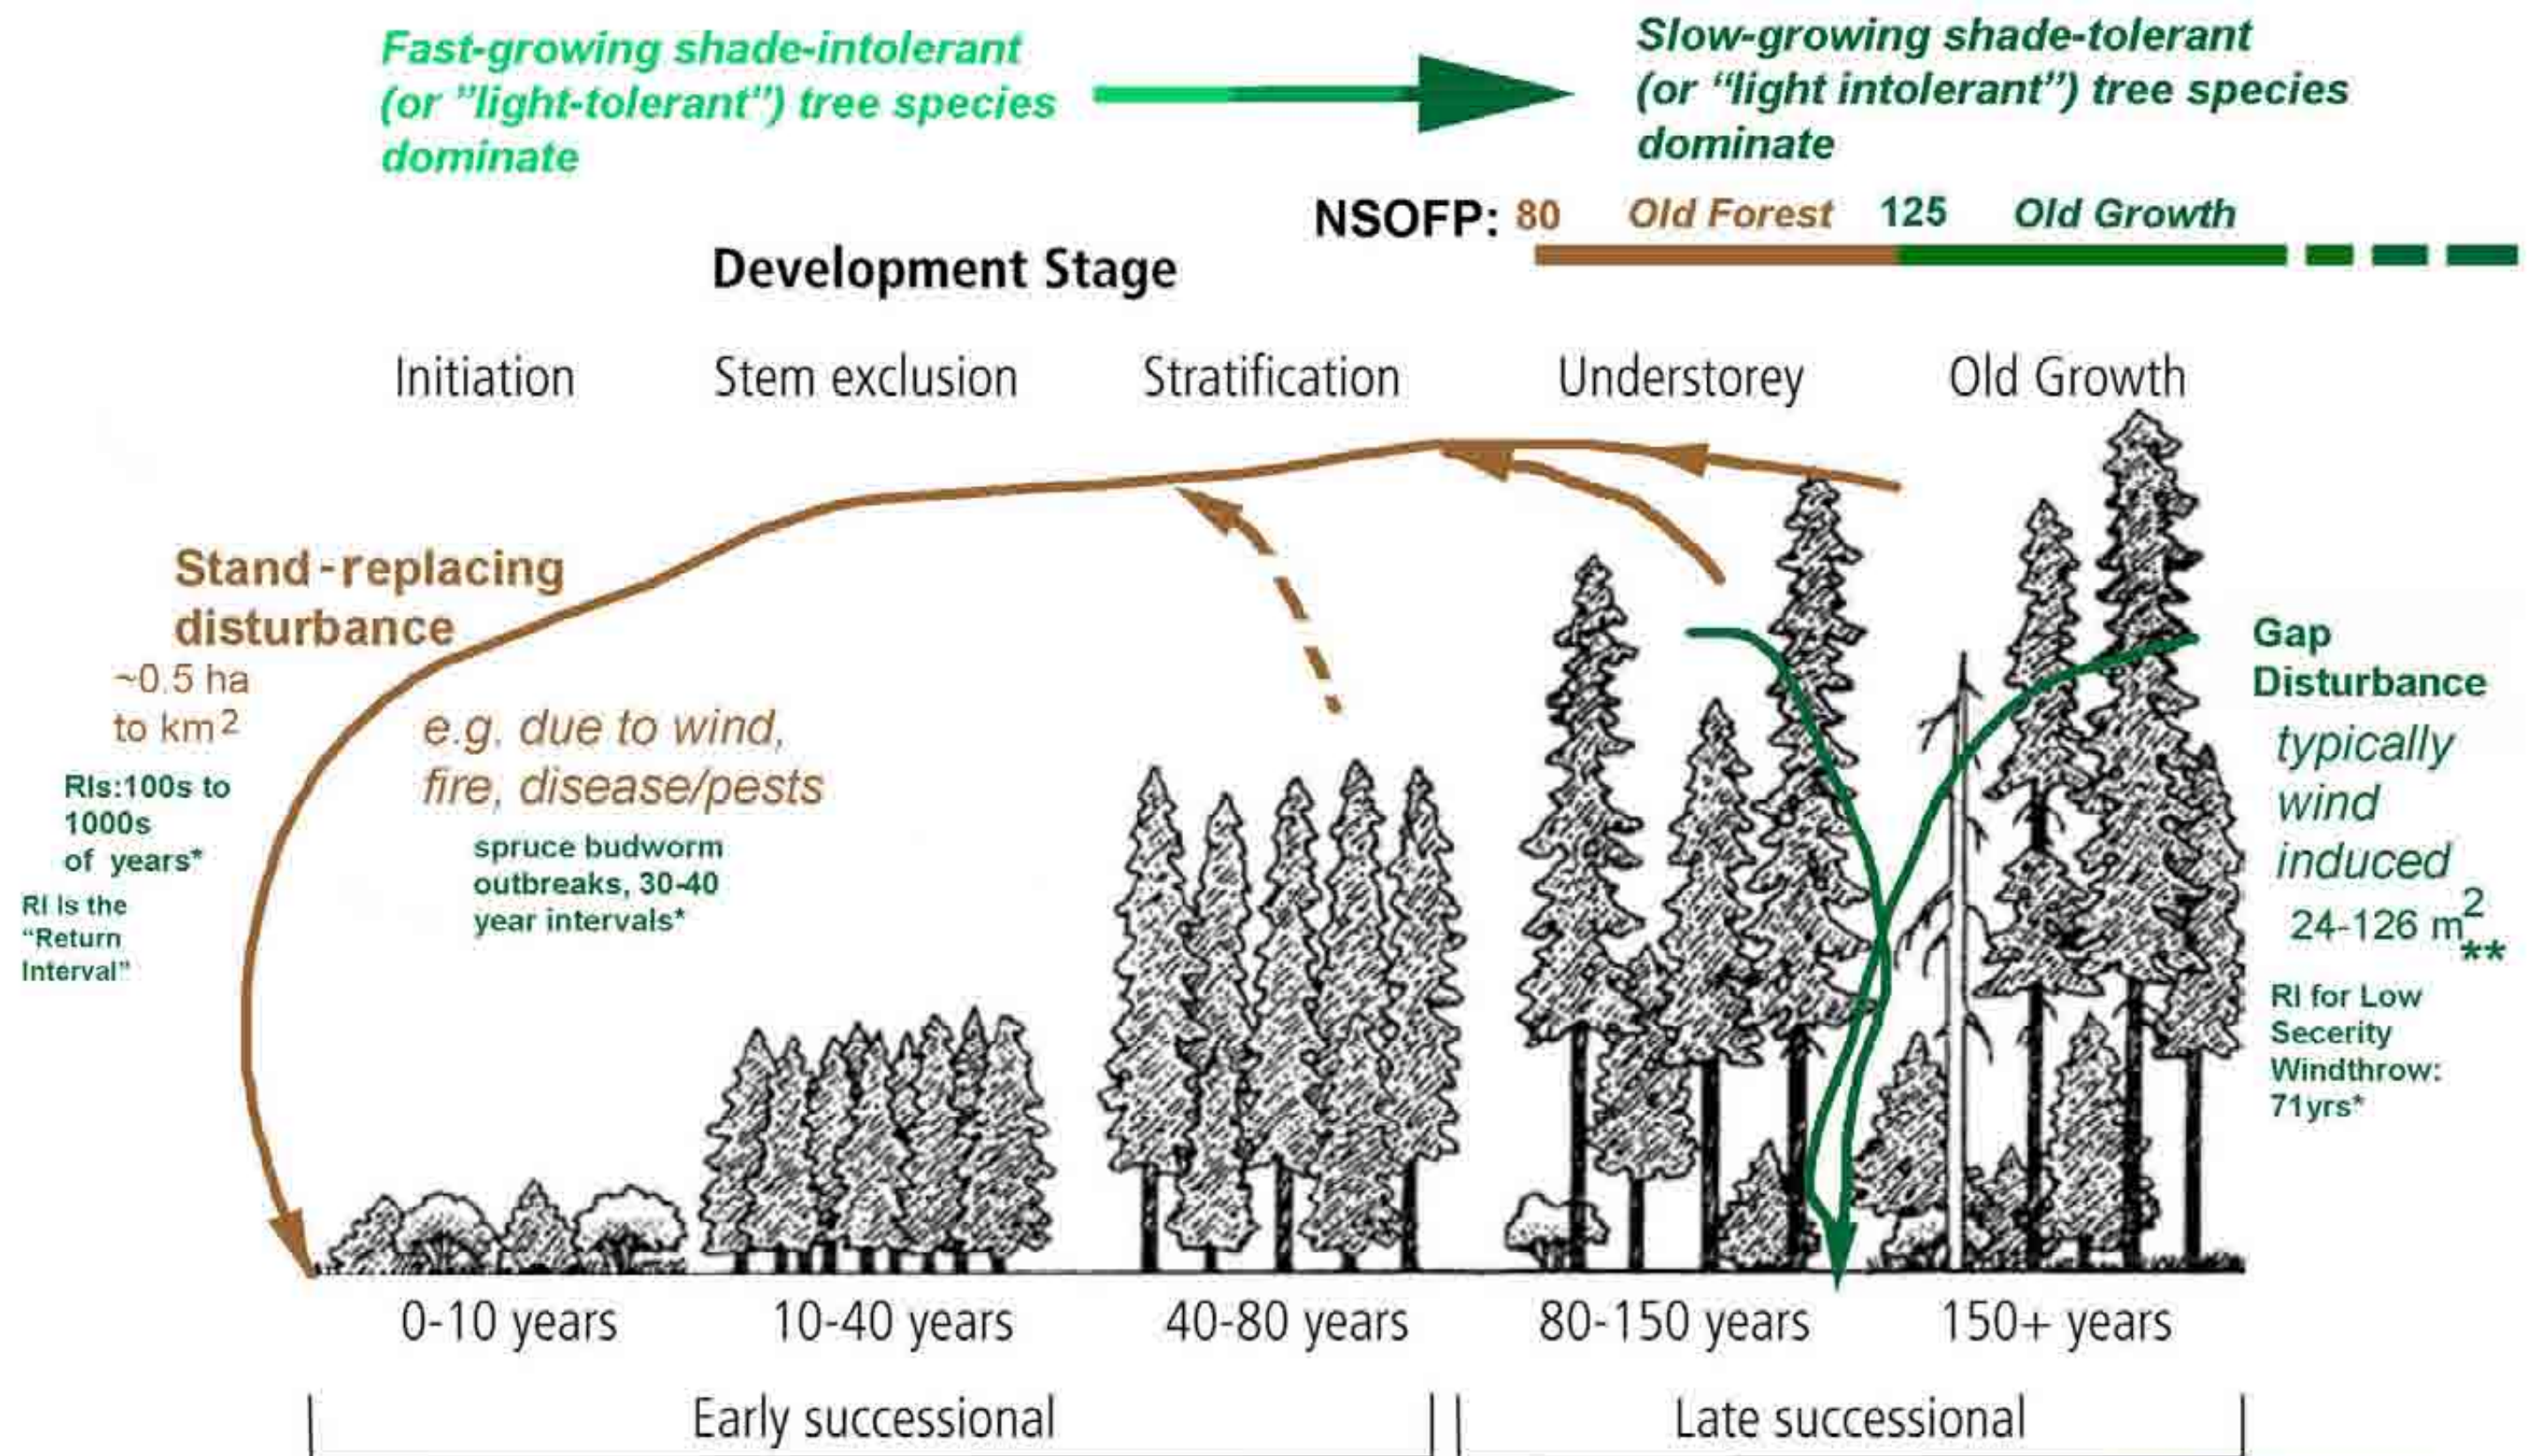 Fast-growing shade-intolerant
(or "light-tolerant") tree species
dominate
Slow-growing shade-tolerant
(or "light intolerant") tree species
dominate
NSOFP: 80 Old Forest 125 Old Growth
Development Stage
Initiation
Stem exclusion
Stratification
Understorey
Old Growth
Stand-replacing
disturbance
~0.5 ha
to km2
RIs:100s to
1000s
of years*
RI is the
"Return
Interval"
e.g. due to wind,
fire, disease/pests
spruce budworm
outbreaks, 30-40
year intervals*
Gap
Disturbance
typically
wind
induced
24-126 m2
**
RI for Low
Secerity
Windthrow:
71yrs*
0-10 years
10-40 years
40-80 years
80-150 years
150+ years
Early successional
Late successional